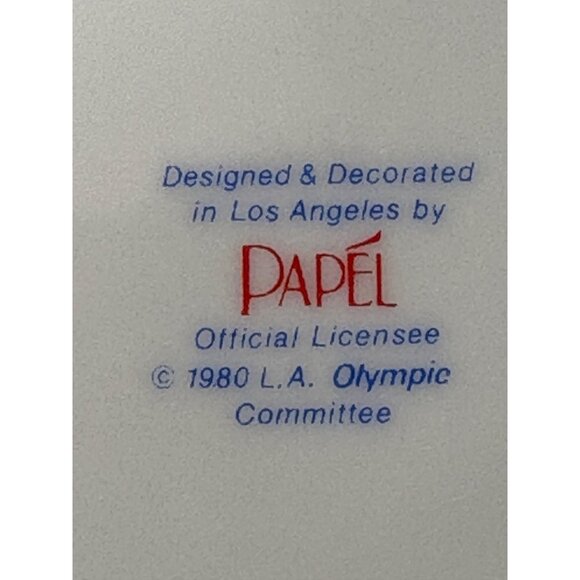 Designed & Decorated
in Los Angeles by
PAPÉL
Official Licensee
© 1980 L.A. Olympic
Committee